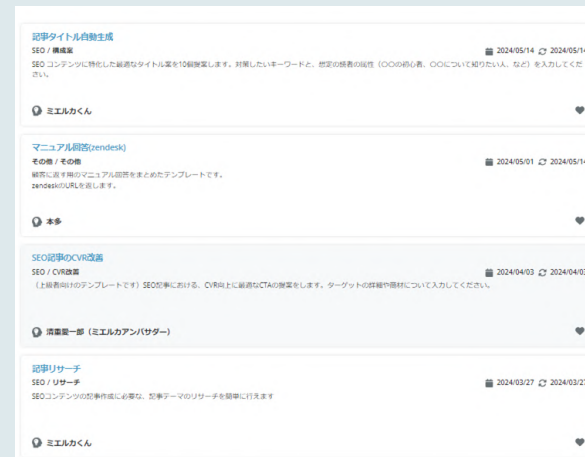 記事タイトル自動生成
SEO / 構成案
2024/05/14 2024/05/14
SEO コンテンツに特化した最適なタイトル案を10個提案します。対策したいキーワードと、想定の読者の属性（〇〇の初心者、〇〇について知りたい人、など）を入力してくだ
さい。
ミエルカくん
マニュアル回答(zendesk)
その他 / その他
2024/05/01 2024/05/14
顧客に返す用のマニュアル回答をまとめたテンプレートです。
zendeskのURLを返します。
本多
SEO記事のCVR改善
SEO / CVR改善
2024/04/03 2024/04/03
（上級者向けのテンプレートです）SEO記事における、CVR向上に最適なCTAの提案をします。ターゲットの詳細や商材について入力してください。
清重愛一郎（ミエルカアンバサダー）
記事リサーチ
SEO / リサーチ
2024/03/27 2024/03/27
SEOコンテンツの記事作成に必要な、記事テーマのリサーチを簡単に行えます
ミエルカくん